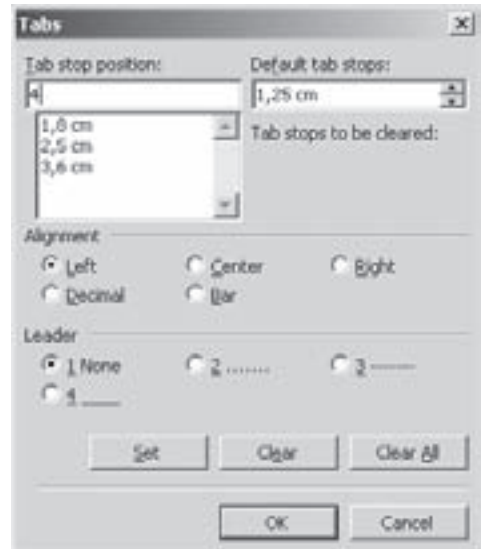 Tabs
Tab stop position:
Default tab stops:
4
1,25 cm
1,8 cm
2,5 cm
3,6 cm
Tab stops to be cleared:
Alignment
Left
Center
Right
Decimal
Bar
Leader
1 None
2 .......
3 -------
4 ____
Set
Clear
Clear All
OK
Cancel